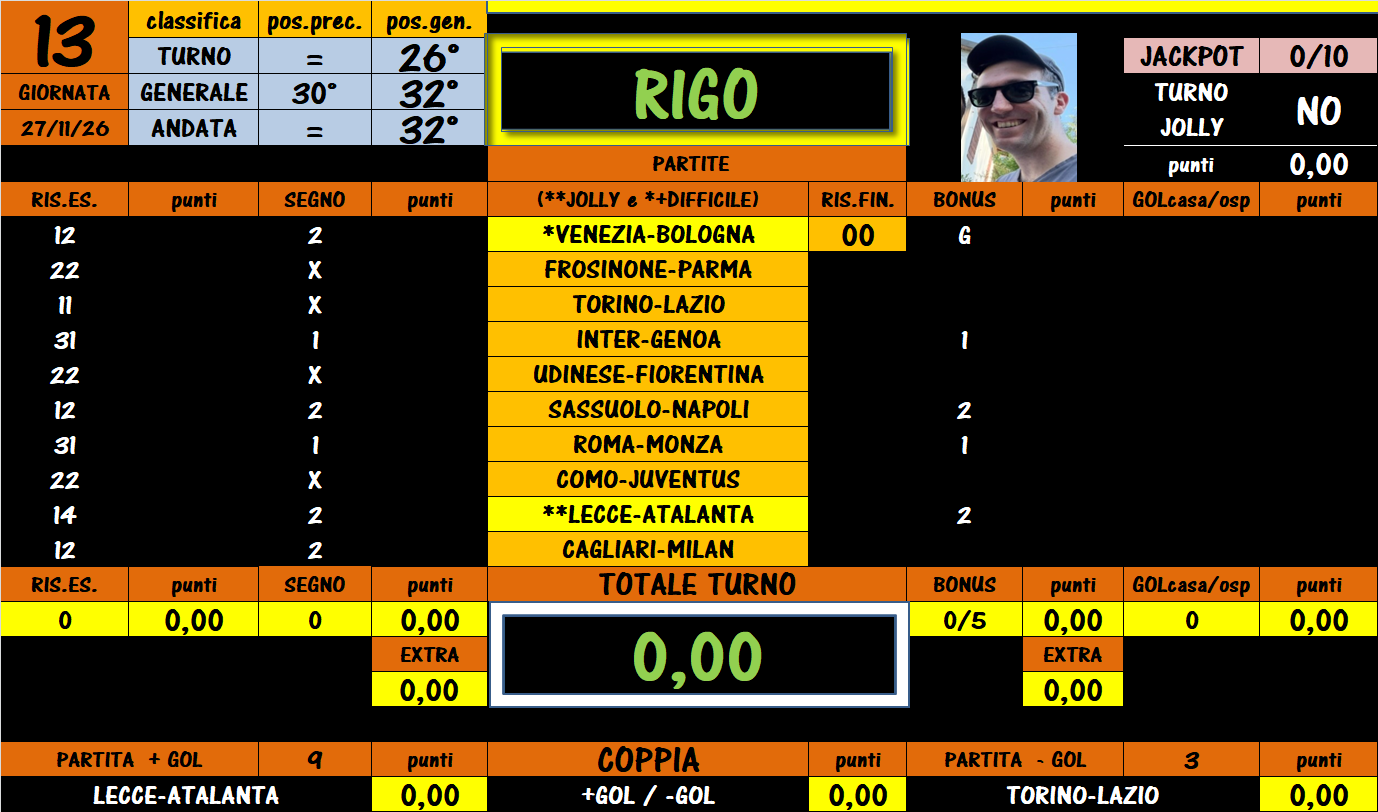 13 classifica pos.prec. pos.gen.
TURNO = 26°
GIORNATA GENERALE 30° 32°
27/11/26 ANDATA = 32°
RIGO
JACKPOT 0/10
TURNO JOLLY NO
punti 0,00
PARTITE
RIS.ES. punti SEGNO punti (**JOLLY e *+DIFFICILE) RIS.FIN. BONUS punti GOLcasa/osp punti
12 2 *VENEZIA-BOLOGNA 00 G
22 X FROSINONE-PARMA
11 X TORINO-LAZIO
31 1 INTER-GENOA 1
22 X UDINESE-FIORENTINA
12 2 SASSUOLO-NAPOLI 2
31 1 ROMA-MONZA 1
22 X COMO-JUVENTUS
14 2 **LECCE-ATALANTA 2
12 2 CAGLIARI-MILAN
RIS.ES. punti SEGNO punti TOTALE TURNO BONUS punti GOLcasa/osp punti
0 0,00 0 0,00 0,00 0/5 0,00 0 0,00
EXTRA EXTRA
0,00 0,00
PARTITA + GOL 9 punti COPPIA punti PARTITA - GOL 3 punti
LECCE-ATALANTA 0,00 +GOL / -GOL 0,00 TORINO-LAZIO 0,00